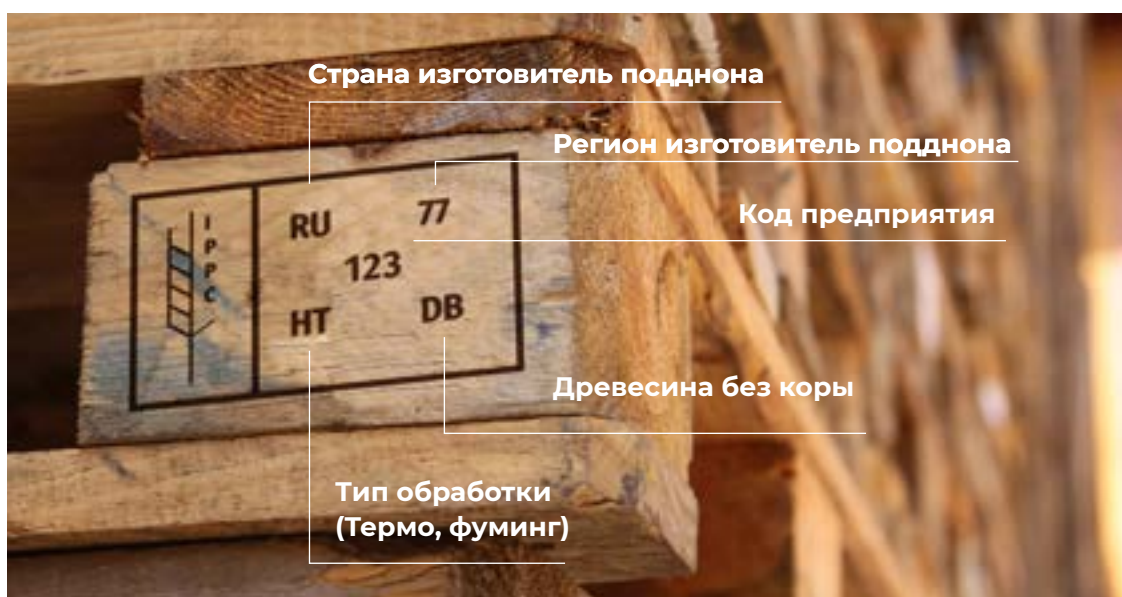 Страна изготовитель подднона
Регион изготовитель подднона
Код предприятия
IPPC
RU 77
123
HT DB
Древесина без коры
Тип обработки
(Термо, фуминг)